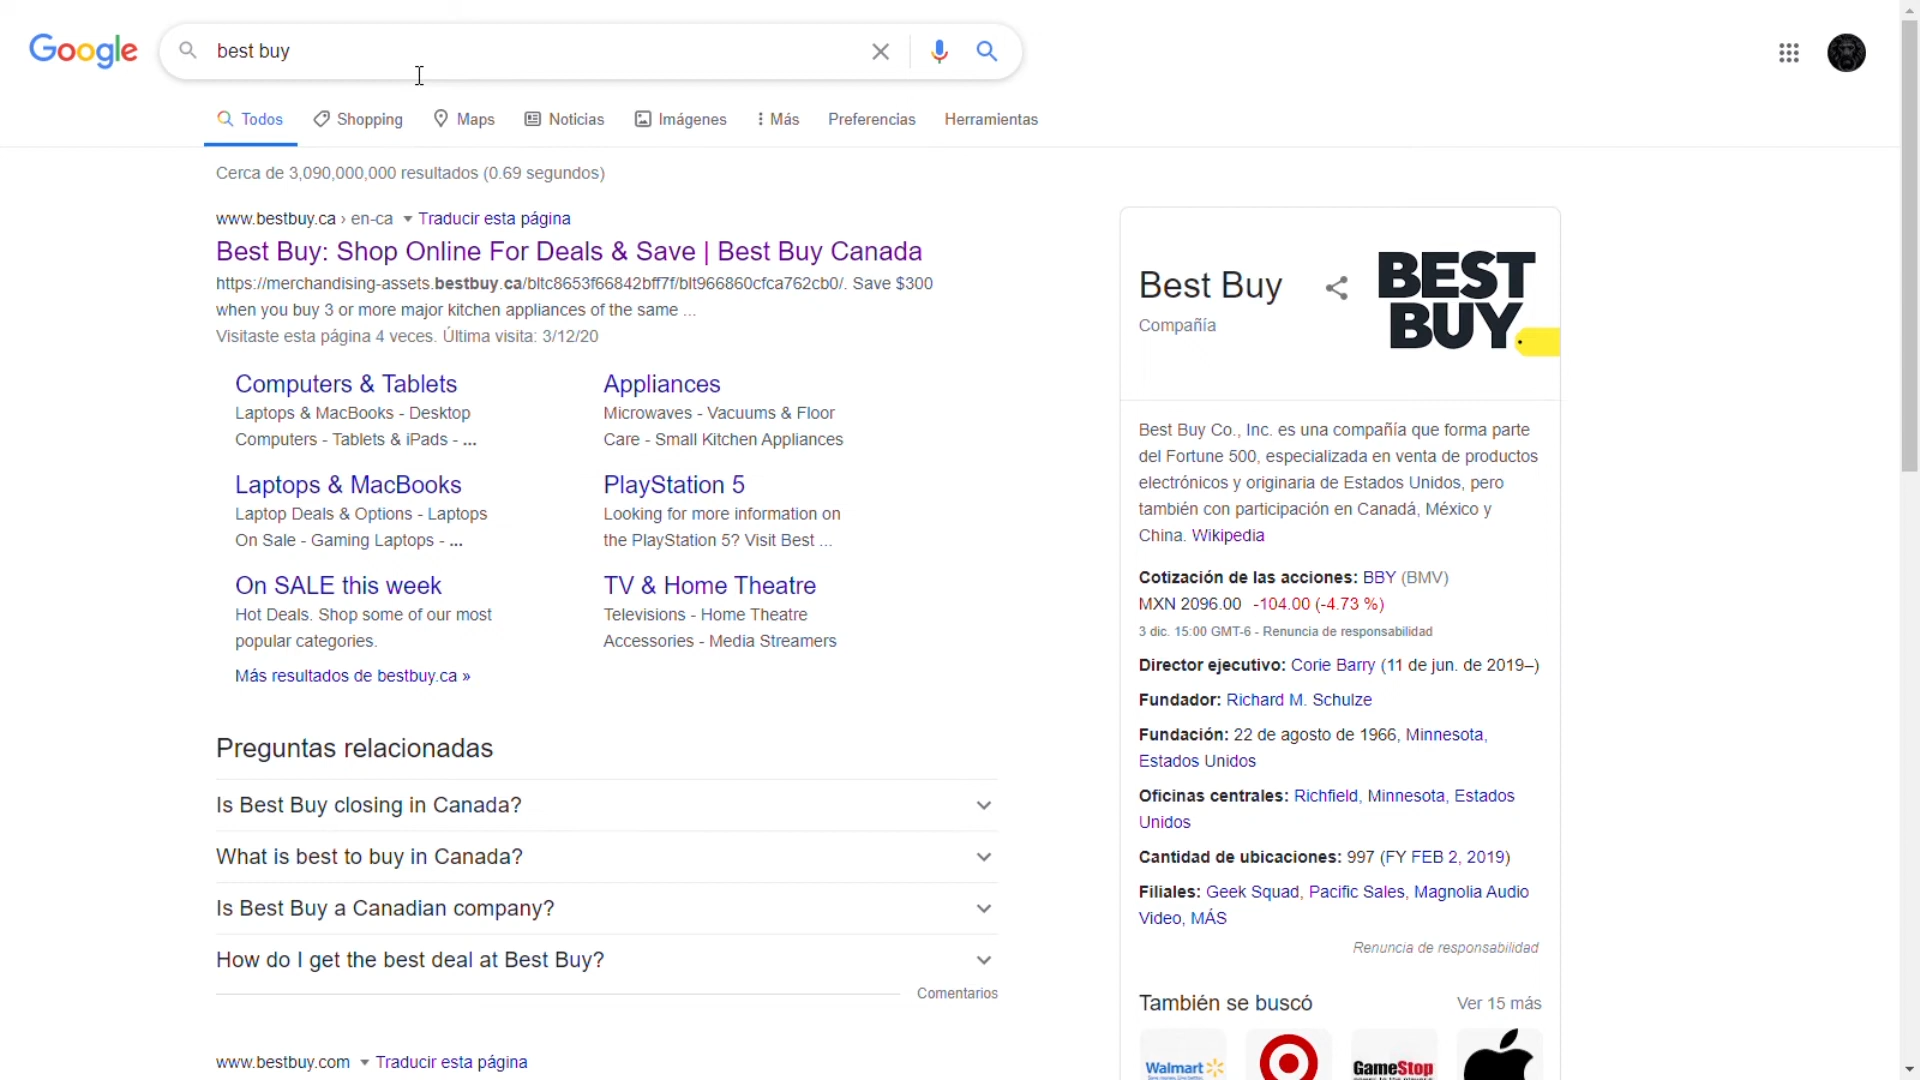 Google
best buy
Todos
Shopping
Maps
Noticias
Imágenes
Más
Preferencias
Herramientas
Cerca de 3,090,000,000 resultados (0.69 segundos)
www.bestbuy.ca › en-ca
Traducir esta página
Best Buy: Shop Online For Deals & Save | Best Buy Canada
https://merchandising-assets.bestbuy.ca/bltc8653f66842bff7f/blt966860cfca762cb0/. Save $300
when you buy 3 or more major kitchen appliances of the same ...
Visitaste esta página 4 veces. Última visita: 3/12/20
Computers & Tablets
Laptops & MacBooks - Desktop
Computers - Tablets & iPads - ...
Appliances
Microwaves - Vacuums & Floor
Care - Small Kitchen Appliances
Laptops & MacBooks
Laptop Deals & Options - Laptops
On Sale - Gaming Laptops - ...
PlayStation 5
Looking for more information on
the PlayStation 5? Visit Best ...
On SALE this week
Hot Deals. Shop some of our most
popular categories.
TV & Home Theatre
Televisions - Home Theatre
Accessories - Media Streamers
Más resultados de bestbuy.ca »
Preguntas relacionadas
Is Best Buy closing in Canada?
What is best to buy in Canada?
Is Best Buy a Canadian company?
How do I get the best deal at Best Buy?
Comentarios
www.bestbuy.com
Traducir esta página
Best Buy
Compañía
BEST
BUY
Best Buy Co., Inc. es una compañía que forma parte
del Fortune 500, especializada en venta de productos
electrónicos y originaria de Estados Unidos, pero
también con participación en Canadá, México y
China. Wikipedia
Cotización de las acciones: BBY (BMV)
MXN 2096.00 -104.00 (-4.73 %)
3 dic. 15:00 GMT-6 - Renuncia de responsabilidad
Director ejecutivo: Corie Barry (11 de jun. de 2019–)
Fundador: Richard M. Schulze
Fundación: 22 de agosto de 1966, Minnesota,
Estados Unidos
Oficinas centrales: Richfield, Minnesota, Estados
Unidos
Cantidad de ubicaciones: 997 (FY FEB 2, 2019)
Filiales: Geek Squad, Pacific Sales, Magnolia Audio
Video, MÁS
Renuncia de responsabilidad
También se buscó
Ver 15 más
Walmart
GameStop